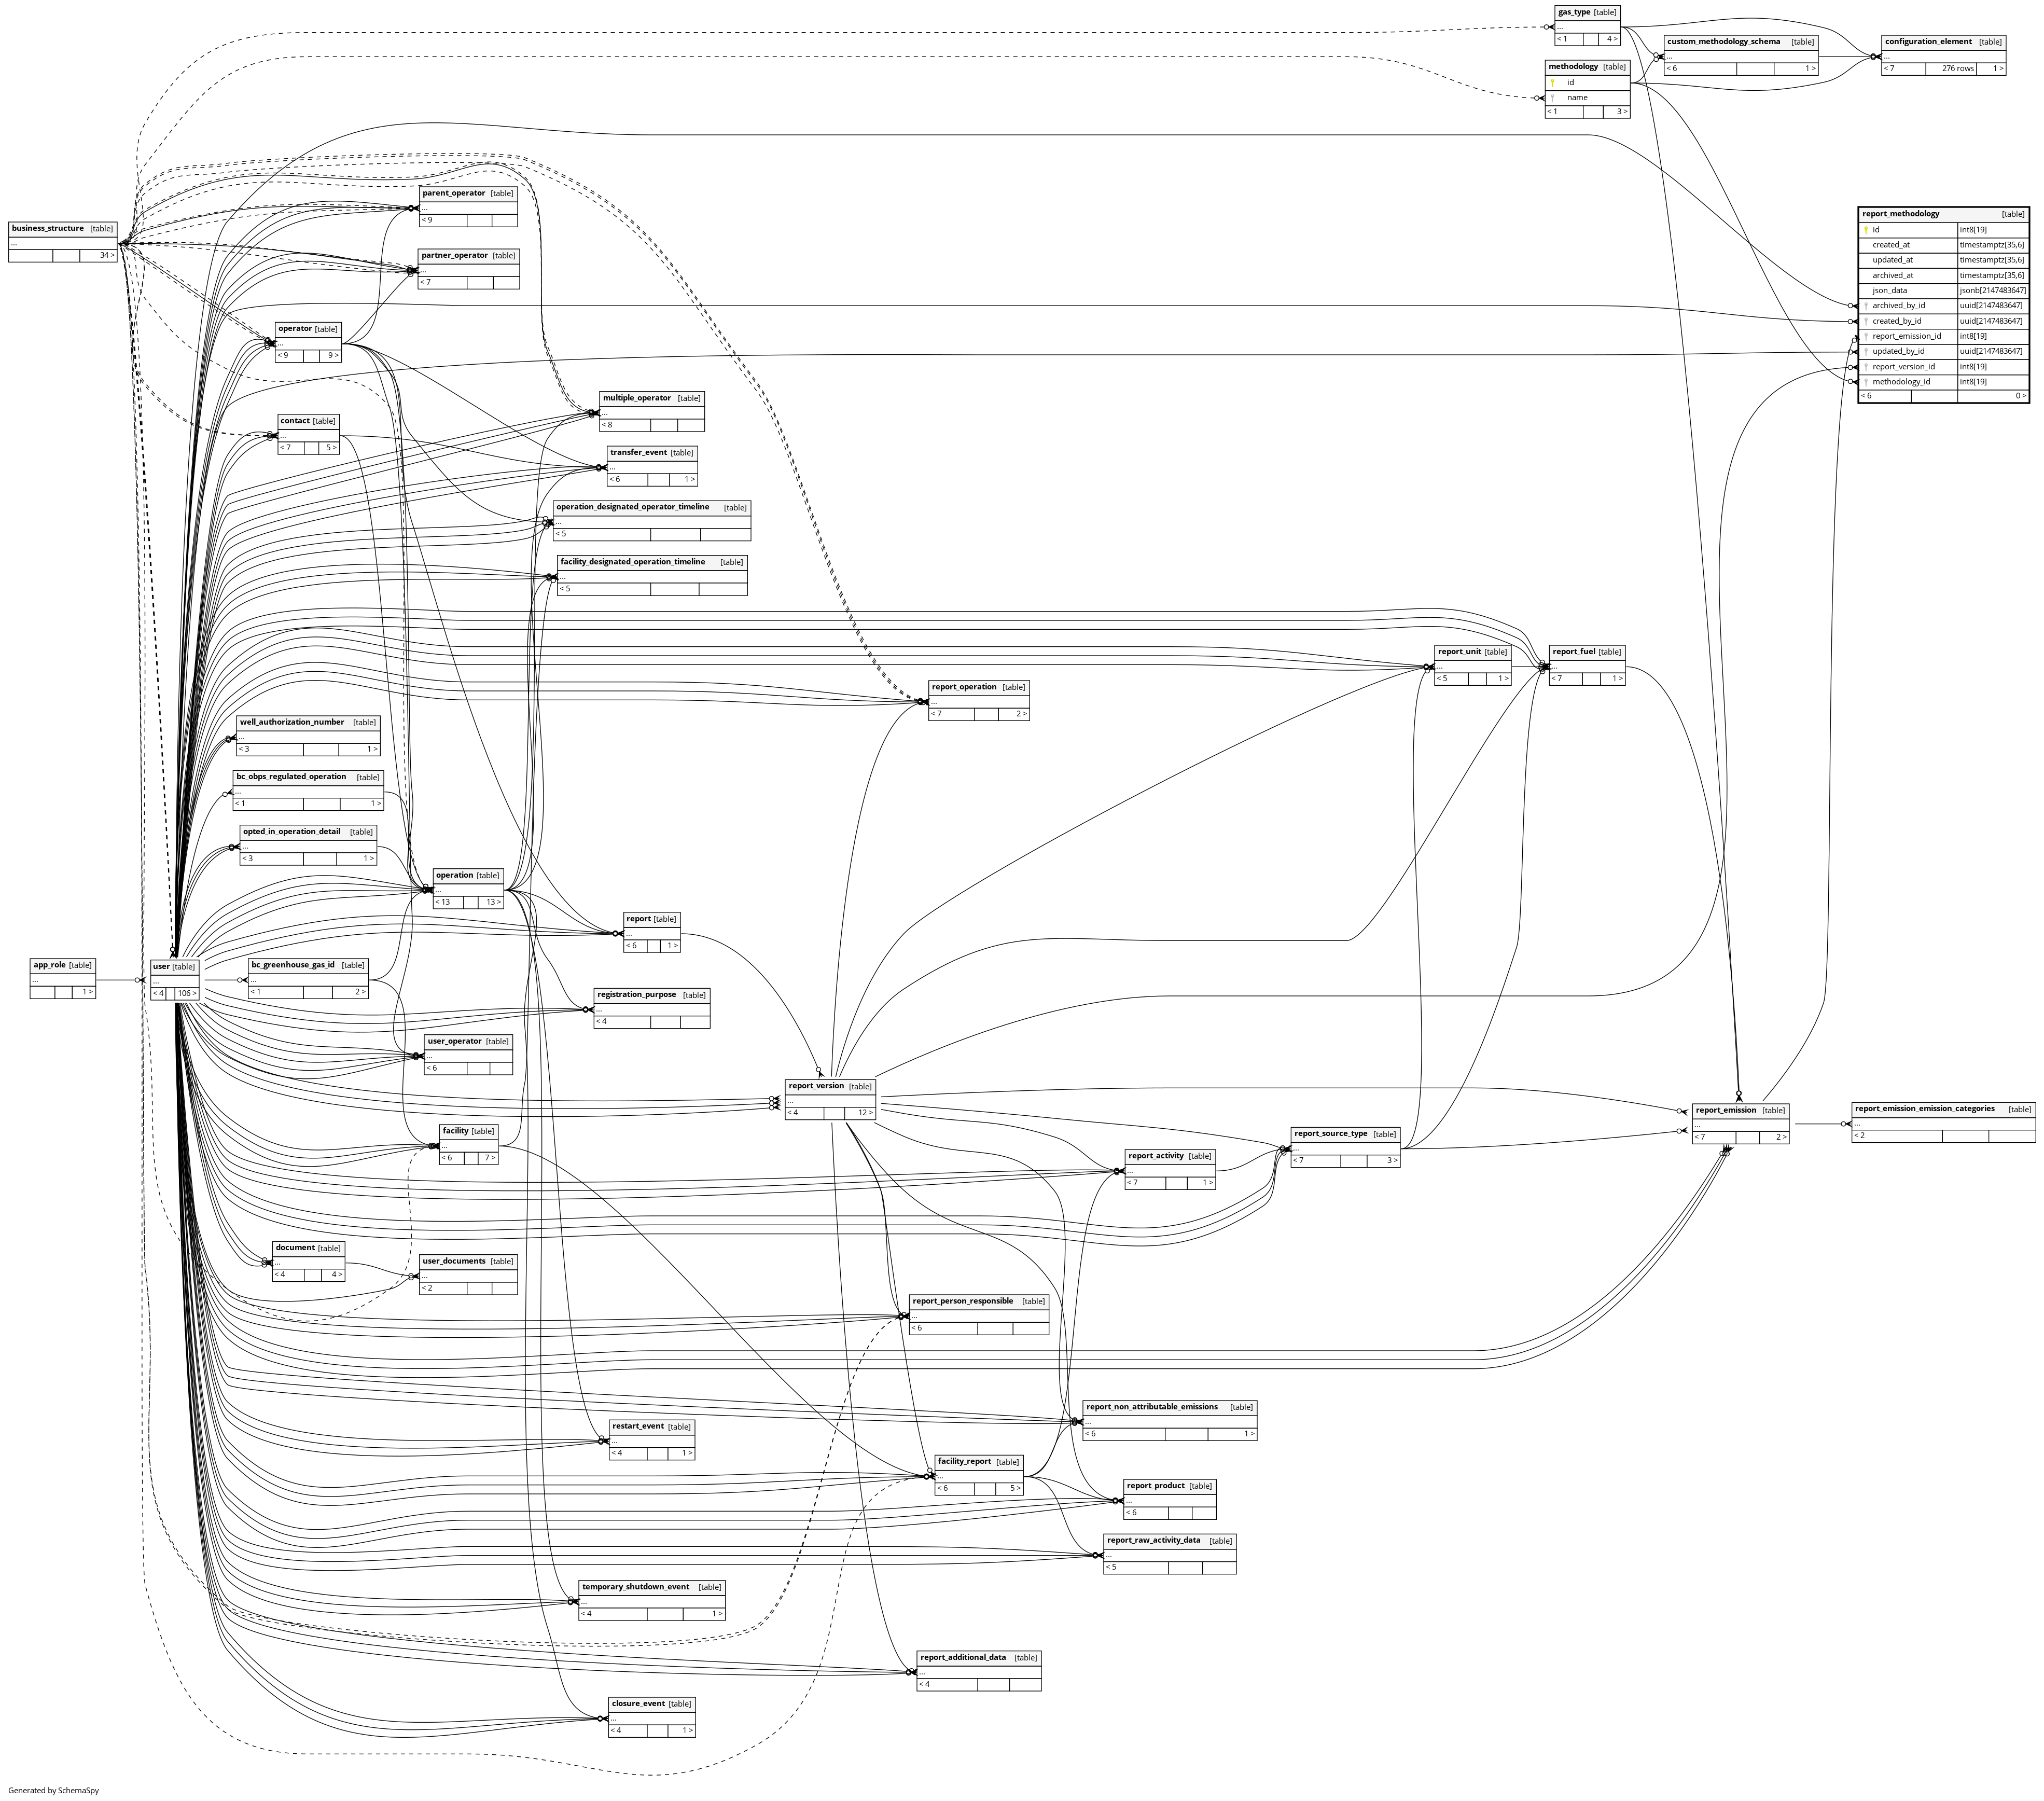 gas_type [table]
...
< 1 4 >
custom_methodology_schema [table]
...
< 6 1 >
configuration_element [table]
...
< 7 276 rows 1 >
methodology [table]
id
name
< 1 3 >
parent_operator [table]
...
< 9
report_methodology [table]
id int8[19]
created_at timestamptz[35,6]
updated_at timestamptz[35,6]
archived_at timestamptz[35,6]
json_data jsonb[2147483647]
archived_by_id uuid[2147483647]
created_by_id uuid[2147483647]
report_emission_id int8[19]
updated_by_id uuid[2147483647]
report_version_id int8[19]
methodology_id int8[19]
< 6 0 >
business_structure [table]
...
34 >
partner_operator [table]
...
< 7
operator [table]
...
< 9 9 >
multiple_operator [table]
...
< 8
contact [table]
...
< 7 5 >
transfer_event [table]
...
< 6 1 >
operation_designated_operator_timeline [table]
...
< 5
facility_designated_operation_timeline [table]
...
< 5
report_unit [table]
...
< 5 1 >
report_fuel [table]
...
< 7 1 >
report_operation [table]
...
< 7 2 >
well_authorization_number [table]
...
< 3 1 >
bc_obps_regulated_operation [table]
...
< 1 1 >
opted_in_operation_detail [table]
...
< 3 1 >
operation [table]
...
< 13 13 >
report [table]
...
< 6 1 >
app_role [table]
...
1 >
user [table]
...
< 4 106 >
bc_greenhouse_gas_id [table]
...
< 1 2 >
registration_purpose [table]
...
< 4
user_operator [table]
...
< 6
report_version [table]
...
< 4 12 >
report_emission [table]
...
< 7 2 >
report_emission_emission_categories [table]
...
< 2
facility [table]
...
< 6 7 >
report_source_type [table]
...
< 7 3 >
report_activity [table]
...
< 7 1 >
document [table]
...
< 4 4 >
user_documents [table]
...
< 2
report_person_responsible [table]
...
< 6
report_non_attributable_emissions [table]
...
< 6 1 >
restart_event [table]
...
< 4 1 >
facility_report [table]
...
< 6 5 >
report_product [table]
...
< 6
report_raw_activity_data [table]
...
< 5
temporary_shutdown_event [table]
...
< 4 1 >
report_additional_data [table]
...
< 4
closure_event [table]
...
< 4 1 >
Generated by SchemaSpy